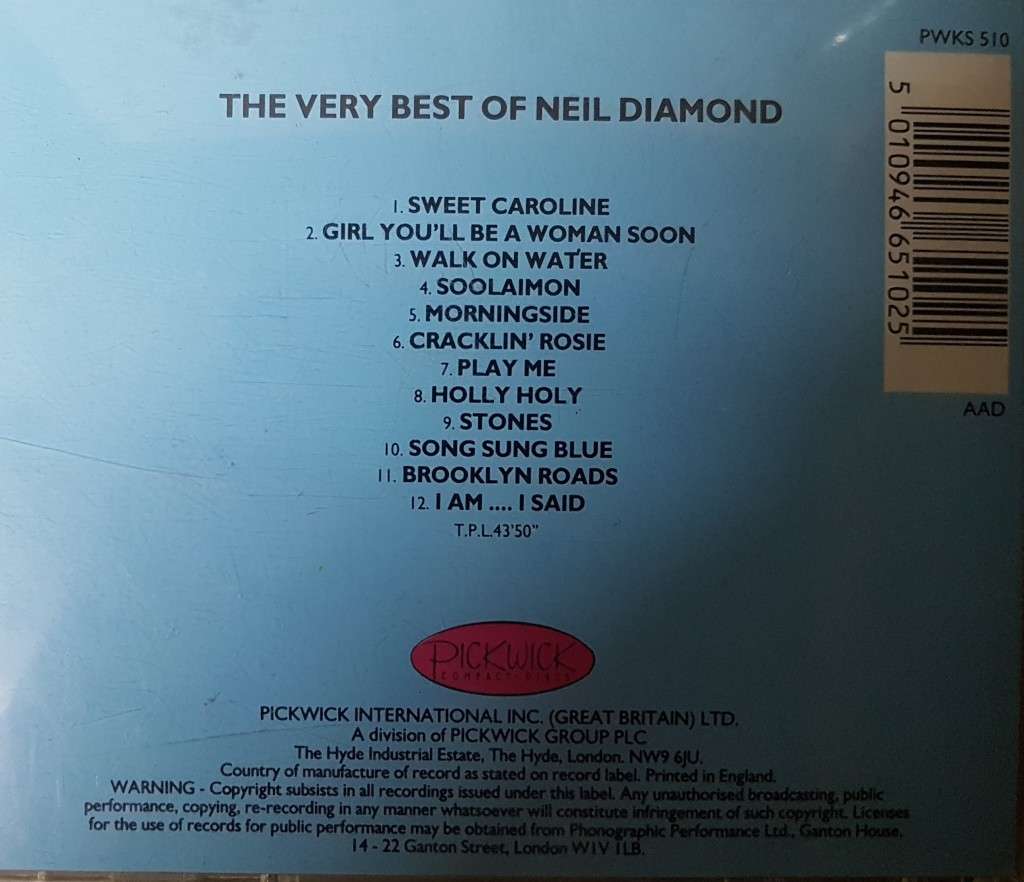 PWKS 510
5 010946 651025
AAD
THE VERY BEST OF NEIL DIAMOND
1. SWEET CAROLINE
2. GIRL YOU'LL BE A WOMAN SOON
3. WALK ON WATER
4. SOOLAIMON
5. MORNINGSIDE
6. CRACKLIN' ROSIE
7. PLAY ME
8. HOLLY HOLY
9. STONES
10. SONG SUNG BLUE
11. BROOKLYN ROADS
12. I AM .... I SAID
T.P.L.43'50"
PICKWICK
COMPACT·DISCS
PICKWICK INTERNATIONAL INC. (GREAT BRITAIN) LTD.
A division of PICKWICK GROUP PLC
The Hyde Industrial Estate, The Hyde, London. NW9 6JU.
Country of manufacture of record as stated on record label. Printed in England.
WARNING - Copyright subsists in all recordings issued under this label. Any unauthorised broadcasting, public
performance, copying, re-recording in any manner whatsoever will constitute infringement of such copyright. Licenses
for the use of records for public performance may be obtained from Phonographic Performance Ltd., Ganton House,
14 - 22 Ganton Street, London W1V 1LB.